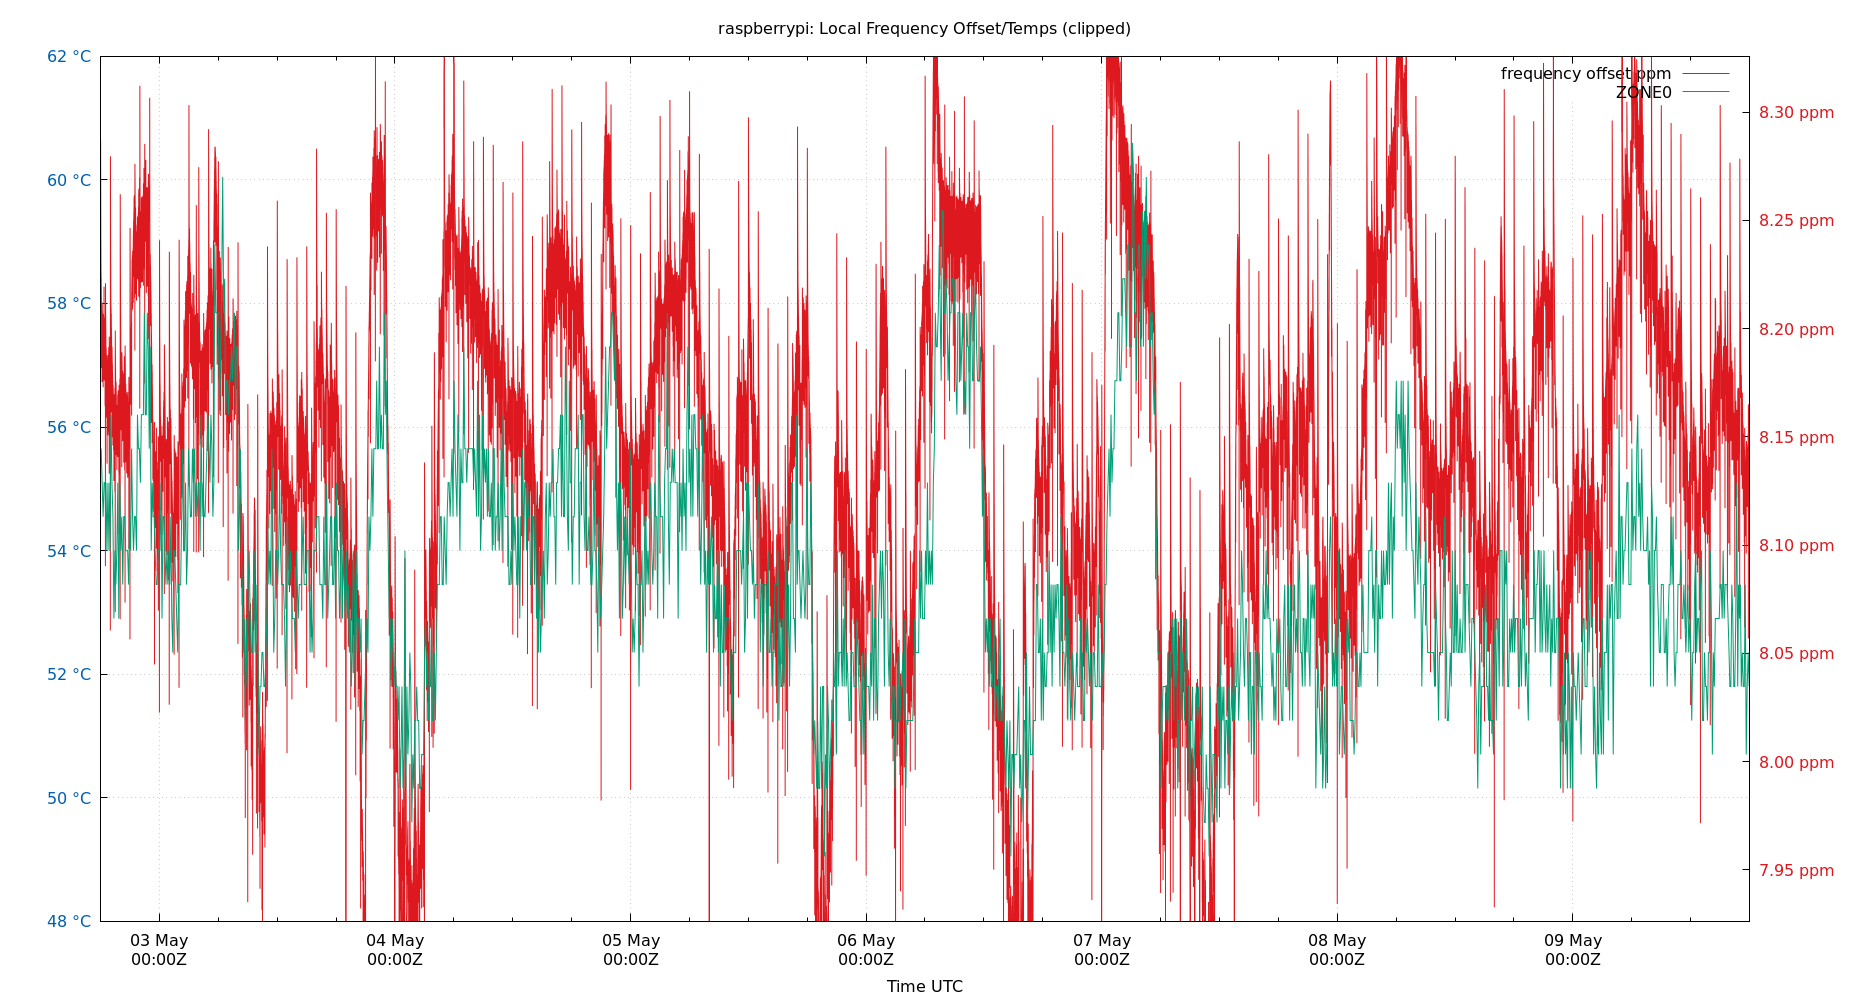 raspberrypi: Local Frequency Offset/Temps (clipped)
62 °C
60 °C
58 °C
56 °C
54 °C
52 °C
50 °C
48 °C
frequency offset ppm
ZONE0
8.30 ppm
8.25 ppm
8.20 ppm
8.15 ppm
8.10 ppm
8.05 ppm
8.00 ppm
7.95 ppm
03 May
00:00Z
04 May
00:00Z
05 May
00:00Z
06 May
00:00Z
07 May
00:00Z
08 May
00:00Z
09 May
00:00Z
Time UTC